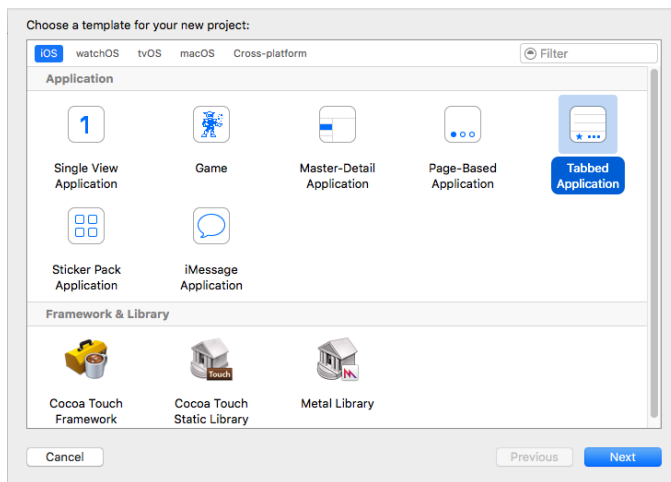 Choose a template for your new project:
iOS watchOS tvOS macOS Cross-platform Filter
Application
1
Single View
Application
Game
Master-Detail
Application
Page-Based
Application
Tabbed
Application
Sticker Pack
Application
iMessage
Application
Framework & Library
Touch
Cocoa Touch
Framework
Cocoa Touch
Static Library
Metal Library
Cancel Previous Next